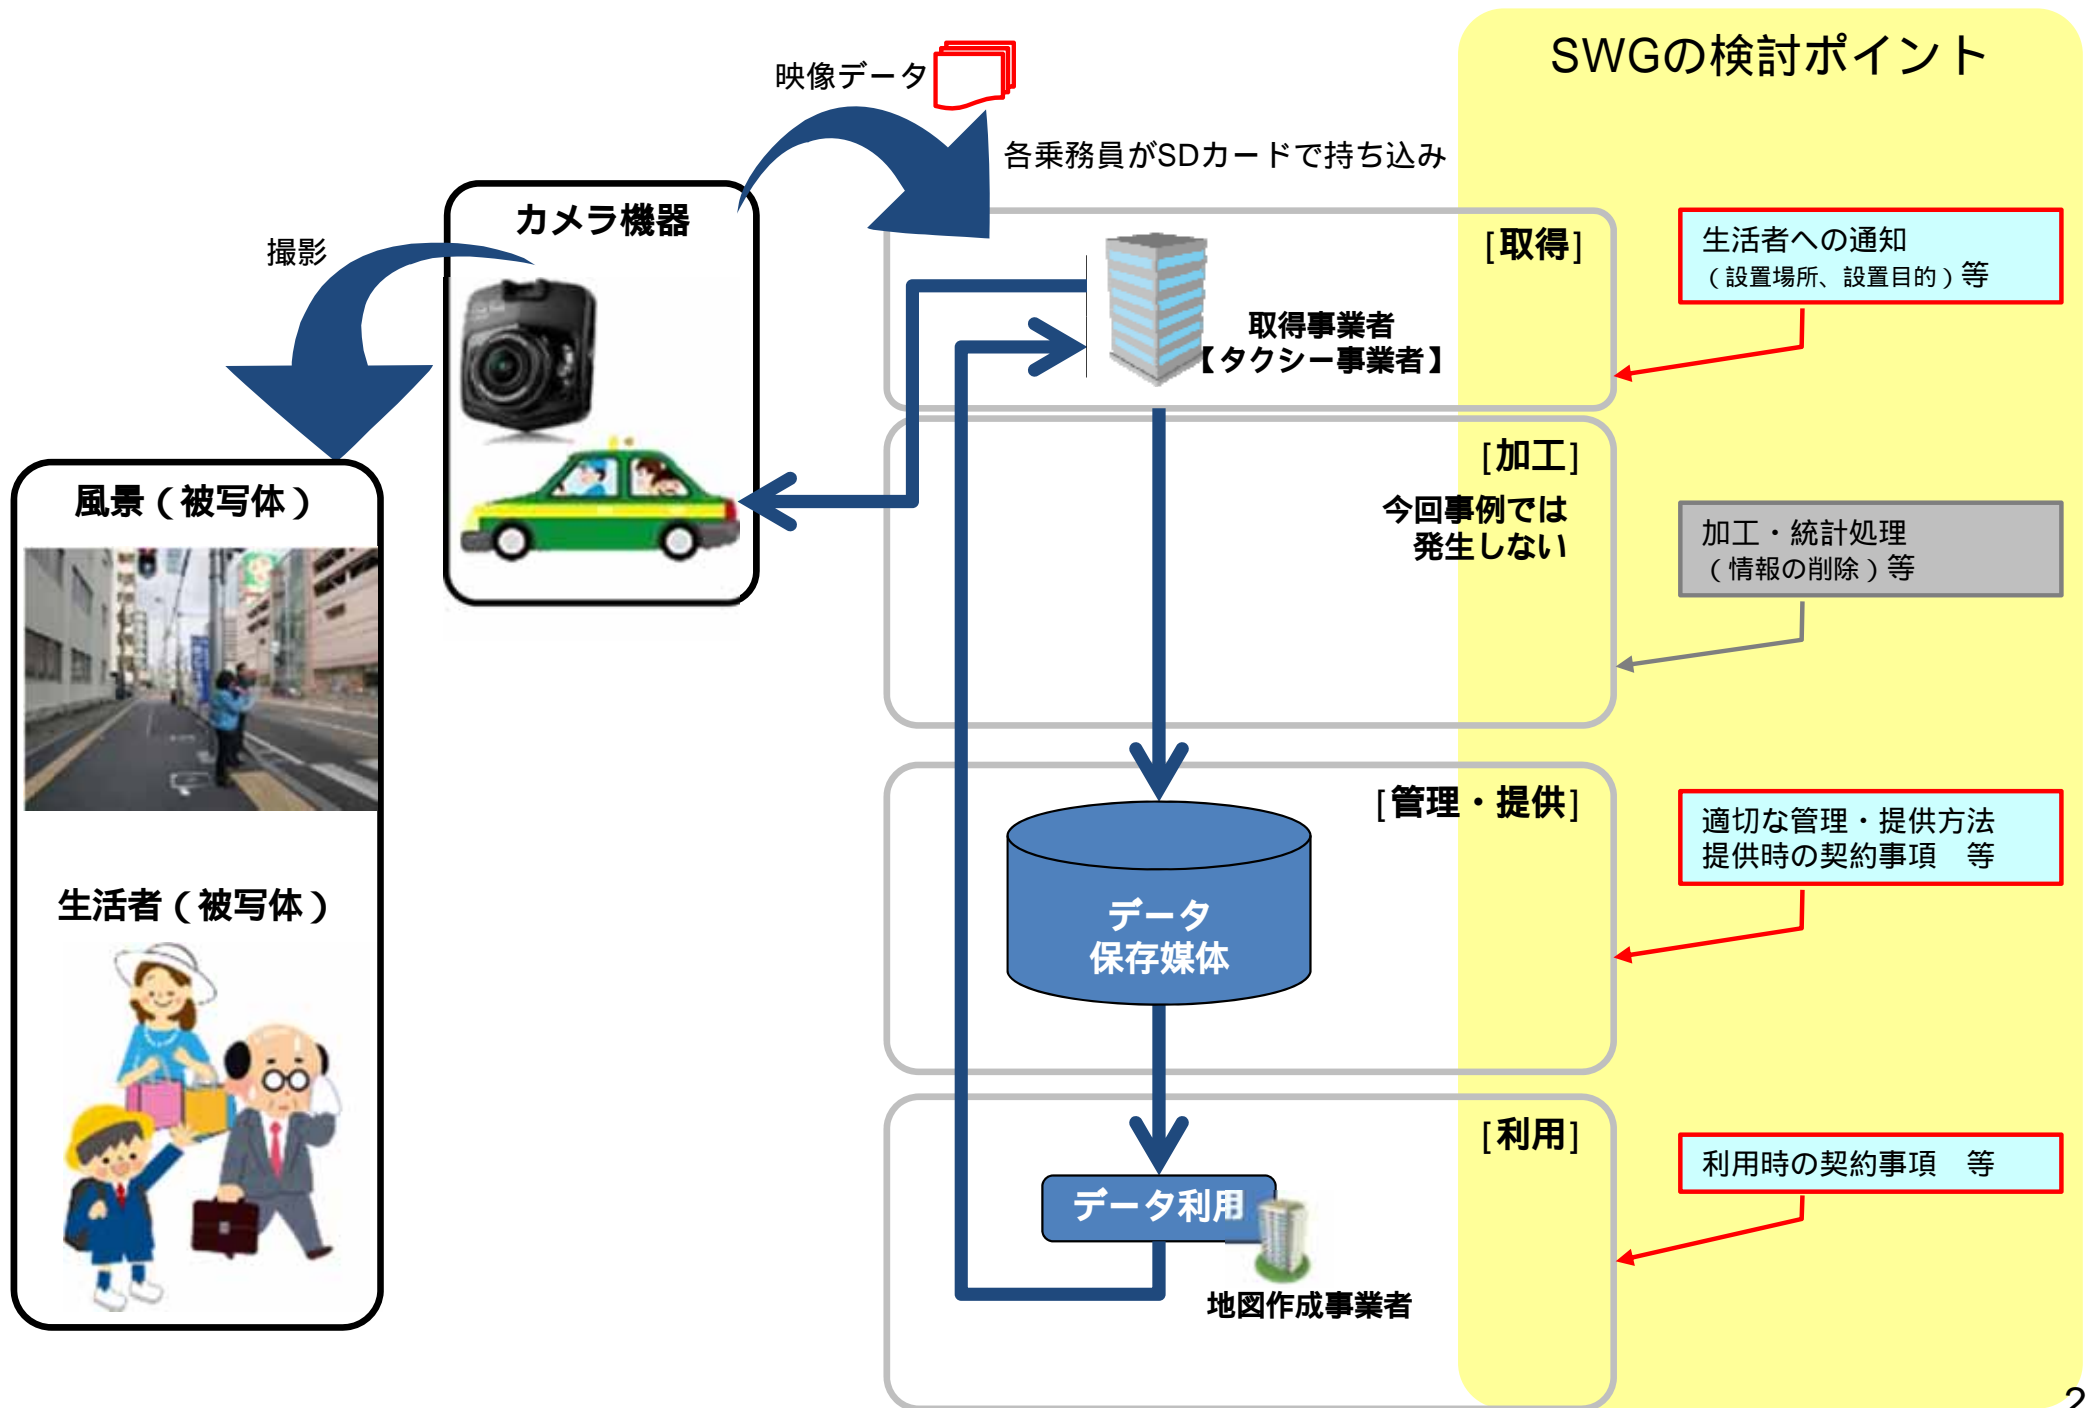 SWGの検討ポイント
映像データ
各乗務員がSDカードで持ち込み
カメラ機器
撮影
[取得]
取得事業者
【タクシー事業者】
生活者への通知
（設置場所、設置目的）等
[加工]
今回事例では
発生しない
加工・統計処理
（情報の削除）等
風景（被写体）
生活者（被写体）
[管理・提供]
データ
保存媒体
適切な管理・提供方法
提供時の契約事項　等
[利用]
データ利用
地図作成事業者
利用時の契約事項　等
2